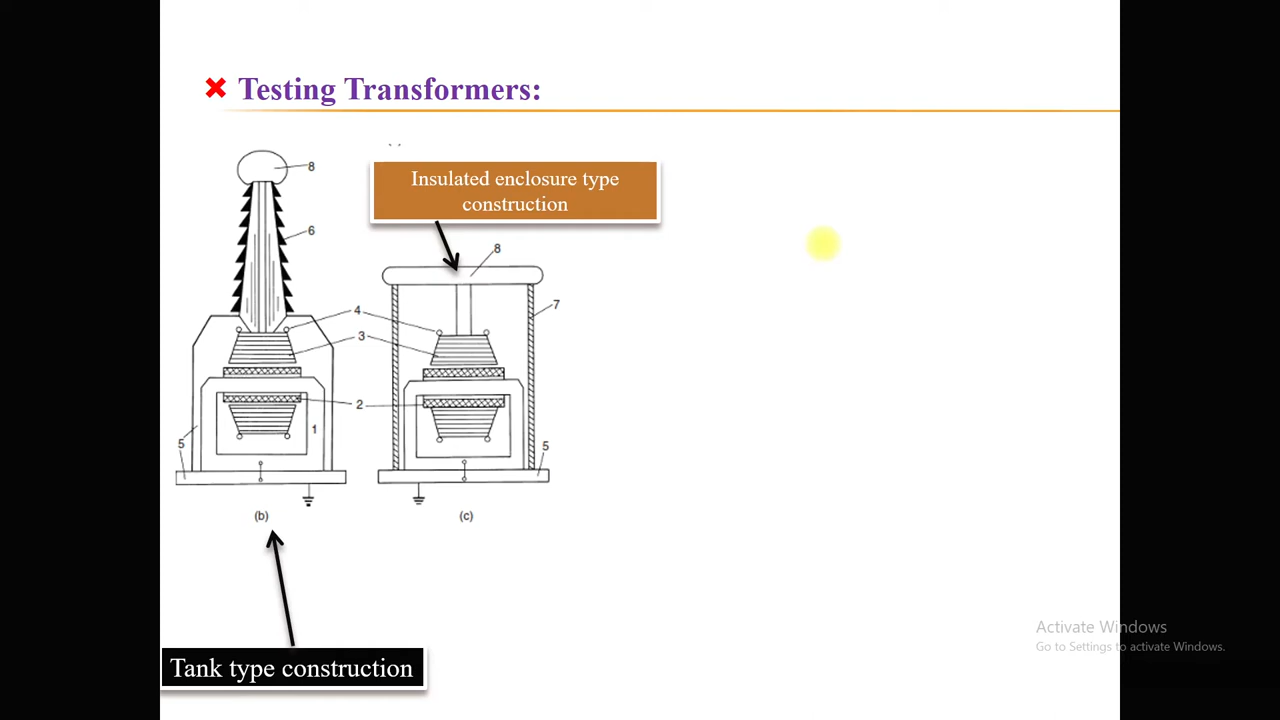 Testing Transformers:
Insulated enclosure type
construction
8
6
8
7
4
3
2
1
5
5
(b)
(c)
Tank type construction
Activate Windows
Go to Settings to activate Windows.